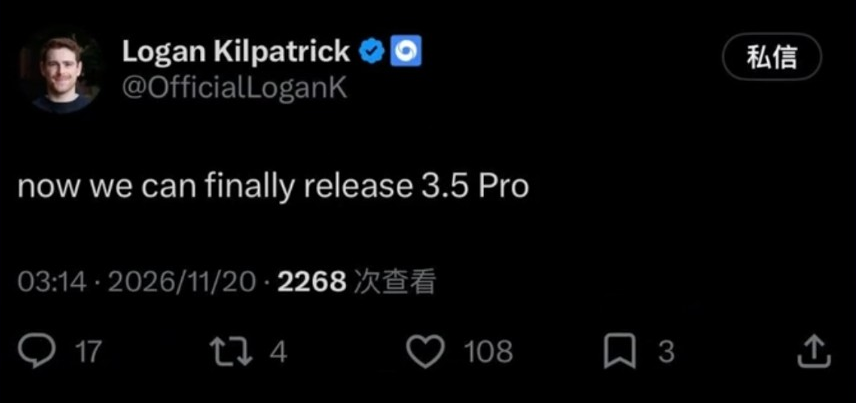 Logan Kilpatrick
私信
@OfficialLoganK
now we can finally release 3.5 Pro
03:14 · 2026/11/20 · 2268 次查看
17 4 108 3